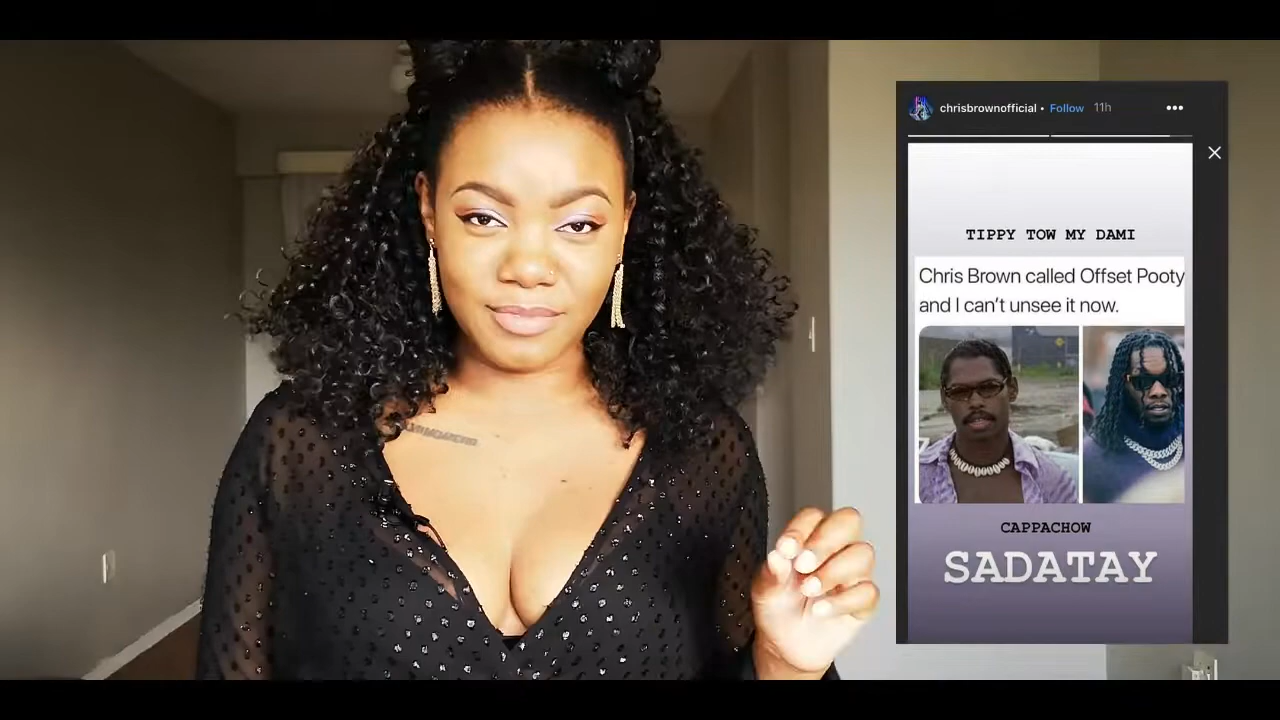 chrisbrownofficial • Follow 11h
TIPPY TOW MY DAMI
Chris Brown called Offset Pooty
and I can't unsee it now.
CAPPACHOW
SADATAY